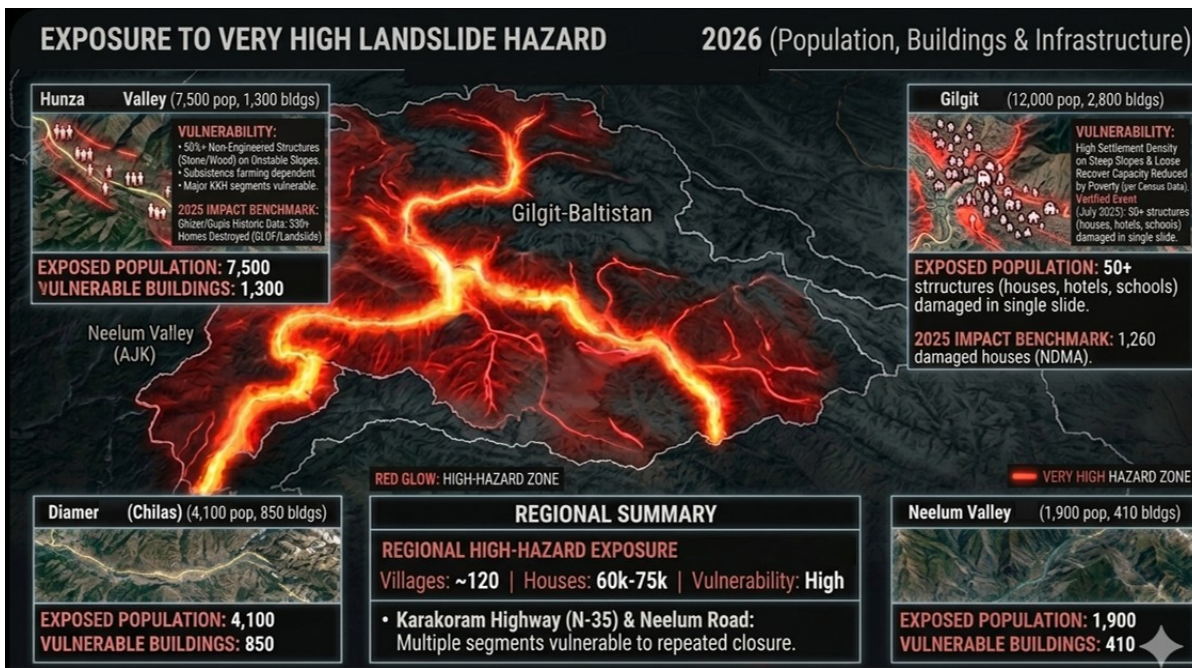 EXPOSURE TO VERY HIGH LANDSLIDE HAZARD
2026 (Population, Buildings & Infrastructure)
Hunza Valley (7,500 pop, 1,300 bldgs)
VULNERABILITY:
• 50%+ Non-Engineered Structures
(Stone/Wood) on Onstable Slopes.
• Subsistence farming dependent
• Major KKH segments vulnerable.
2025 IMPACT BENCHMARK:
Ghizer/Gupis Historic Data: 330+
Homes Destroyed (GLOF/Landslids)
EXPOSED POPULATION: 7,500
VULNERABLE BUILDINGS: 1,300
Gilgit (12,000 pop, 2,800 bldgs)
VULNERABILITY:
High Settlement Density
on Steep Slopes & Loose
Recover Capacity Reduced
by Poverty (yer Census Data).
Vertfied Erent
(July 2025): 50+ structures
(houses, hotels, schools)
damaged in single slide.
EXPOSED POPULATION: 50+
strructures (houses, hotels, schools)
damaged in single slide.
2025 IMPACT BENCHMARK: 1,260
damaged houses (NDMA).
Gilgit-Baltistan
Neelum Valley
(AJK)
RED GLOW: HIGH-HAZARD ZONE
VERY HIGH HAZARD ZONE
Diamer (Chilas) (4,100 pop, 850 bldgs)
EXPOSED POPULATION: 4,100
VULNERABLE BUILDINGS: 850
REGIONAL SUMMARY
REGIONAL HIGH-HAZARD EXPOSURE
Villages: ~120 | Houses: 60k-75k | Vulnerability: High
• Karakoram Highway (N-35) & Neelum Road:
Multiple segments vulnerable to repeated closure.
Neelum Valley (1,900 pop, 410 bldgs)
EXPOSED POPULATION: 1,900
VULNERABLE BUILDINGS: 410